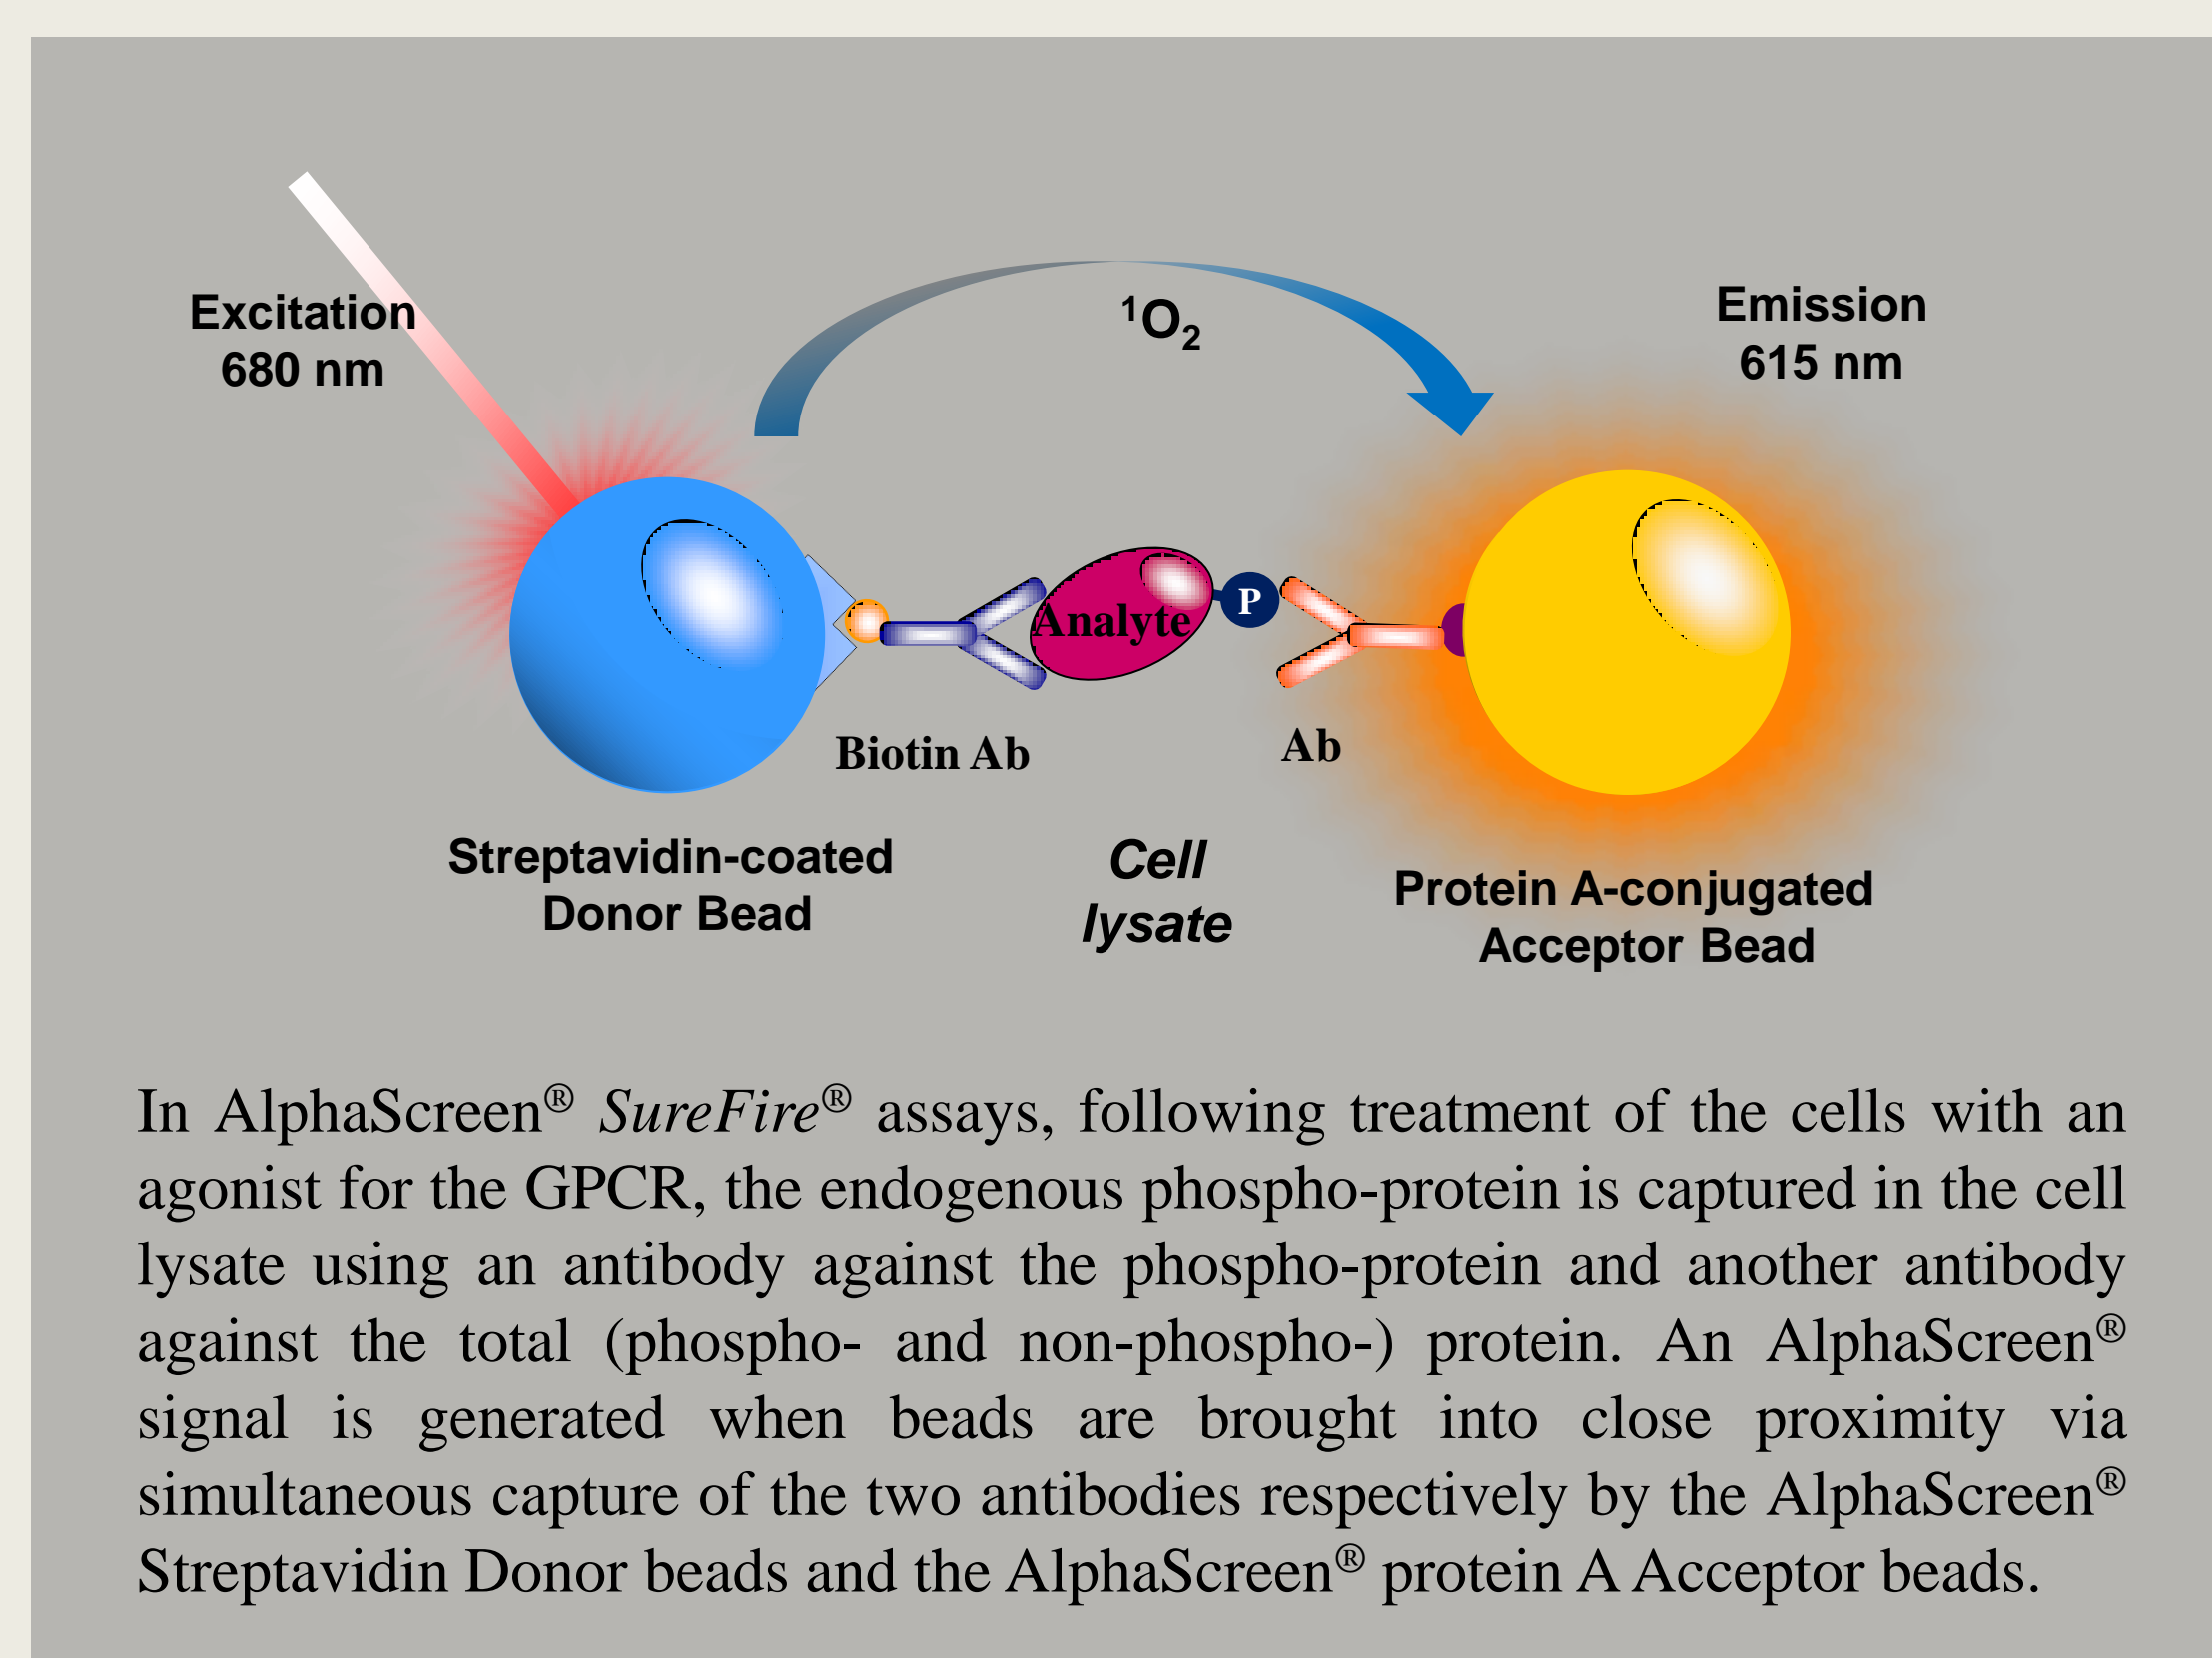 Excitation
680 nm
¹O₂
Emission
615 nm
Analyte
P
Biotin Ab
Ab
Streptavidin-coated
Donor Bead
Cell
lysate
Protein A-conjugated
Acceptor Bead
In AlphaScreen® SureFire® assays, following treatment of the cells with an
agonist for the GPCR, the endogenous phospho-protein is captured in the cell
lysate using an antibody against the phospho-protein and another antibody
against the total (phospho- and non-phospho-) protein. An AlphaScreen®
signal is generated when beads are brought into close proximity via
simultaneous capture of the two antibodies respectively by the AlphaScreen®
Streptavidin Donor beads and the AlphaScreen® protein A Acceptor beads.